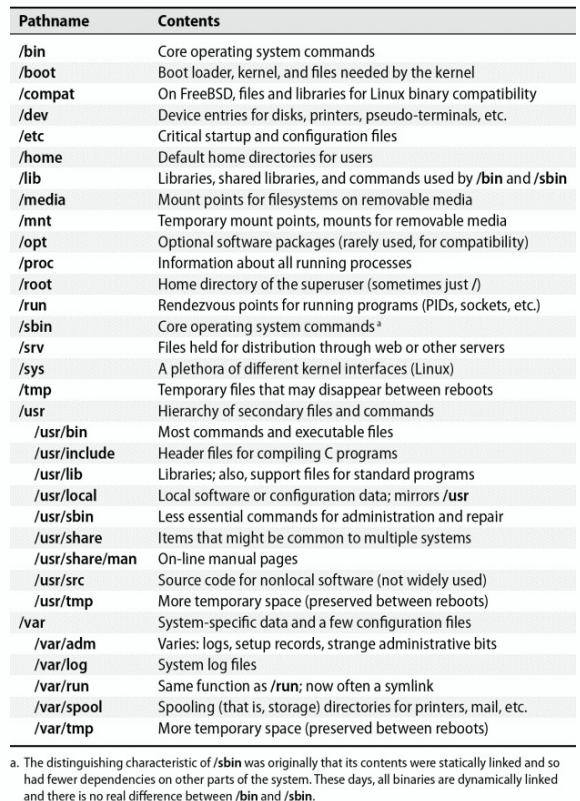 Pathname Contents
/bin Core operating system commands
/boot Boot loader, kernel, and files needed by the kernel
/compat On FreeBSD, files and libraries for Linux binary compatibility
/dev Device entries for disks, printers, pseudo-terminals, etc.
/etc Critical startup and configuration files
/home Default home directories for users
/lib Libraries, shared libraries, and commands used by /bin and /sbin
/media Mount points for filesystems on removable media
/mnt Temporary mount points, mounts for removable media
/opt Optional software packages (rarely used, for compatibility)
/proc Information about all running processes
/root Home directory of the superuser (sometimes just /)
/run Rendezvous points for running programs (PIDs, sockets, etc.)
/sbin Core operating system commands a
/srv Files held for distribution through web or other servers
/sys A plethora of different kernel interfaces (Linux)
/tmp Temporary files that may disappear between reboots
/usr Hierarchy of secondary files and commands
/usr/bin Most commands and executable files
/usr/include Header files for compiling C programs
/usr/lib Libraries; also, support files for standard programs
/usr/local Local software or configuration data; mirrors /usr
/usr/sbin Less essential commands for administration and repair
/usr/share Items that might be common to multiple systems
/usr/share/man On-line manual pages
/usr/src Source code for nonlocal software (not widely used)
/usr/tmp More temporary space (preserved between reboots)
/var System-specific data and a few configuration files
/var/adm Varies: logs, setup records, strange administrative bits
/var/log System log files
/var/run Same function as /run; now often a symlink
/var/spool Spooling (that is, storage) directories for printers, mail, etc.
/var/tmp More temporary space (preserved between reboots)
a. The distinguishing characteristic of /sbin was originally that its contents were statically linked and so
had fewer dependencies on other parts of the system. These days, all binaries are dynamically linked
and there is no real difference between /bin and /sbin.